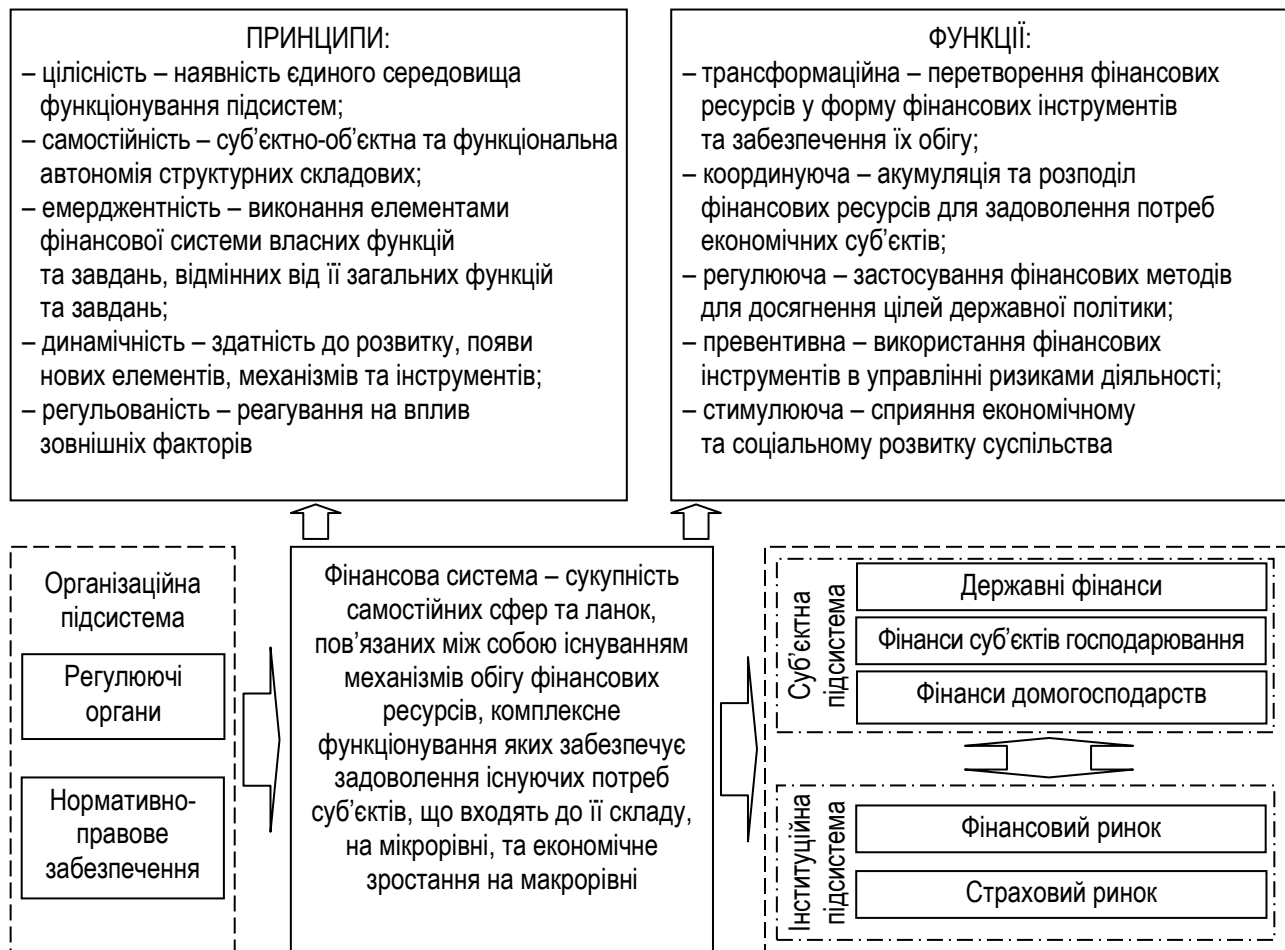 ПРИНЦИПИ:
– цілісність – наявність єдиного середовища
функціонування підсистем;
– самостійність – суб’єктно-об’єктна та функціональна
автономія структурних складових;
– емерджентність – виконання елементами
фінансової системи власних функцій
та завдань, відмінних від її загальних функцій
та завдань;
– динамічність – здатність до розвитку, появи
нових елементів, механізмів та інструментів;
– регульованість – реагування на вплив
зовнішніх факторів
ФУНКЦІЇ:
– трансформаційна – перетворення фінансових
ресурсів у форму фінансових інструментів
та забезпечення їх обігу;
– координуюча – акумуляція та розподіл
фінансових ресурсів для задоволення потреб
економічних суб’єктів;
– регулююча – застосування фінансових методів
для досягнення цілей державної політики;
– превентивна – використання фінансових
інструментів в управлінні ризиками діяльності;
– стимулююча – сприяння економічному
та соціальному розвитку суспільства
Організаційна
підсистема
Регулюючі
органи
Нормативно-
правове
забезпечення
Фінансова система – сукупність
самостійних сфер та ланок,
пов’язаних між собою існуванням
механізмів обігу фінансових
ресурсів, комплексне
функціонування яких забезпечує
задоволення існуючих потреб
суб’єктів, що входять до її складу,
на мікрорівні, та економічне
зростання на макрорівні
Суб’єктна
підсистема
Державні фінанси
Фінанси суб’єктів господарювання
Фінанси домогосподарств
Інституційна
підсистема
Фінансовий ринок
Страховий ринок